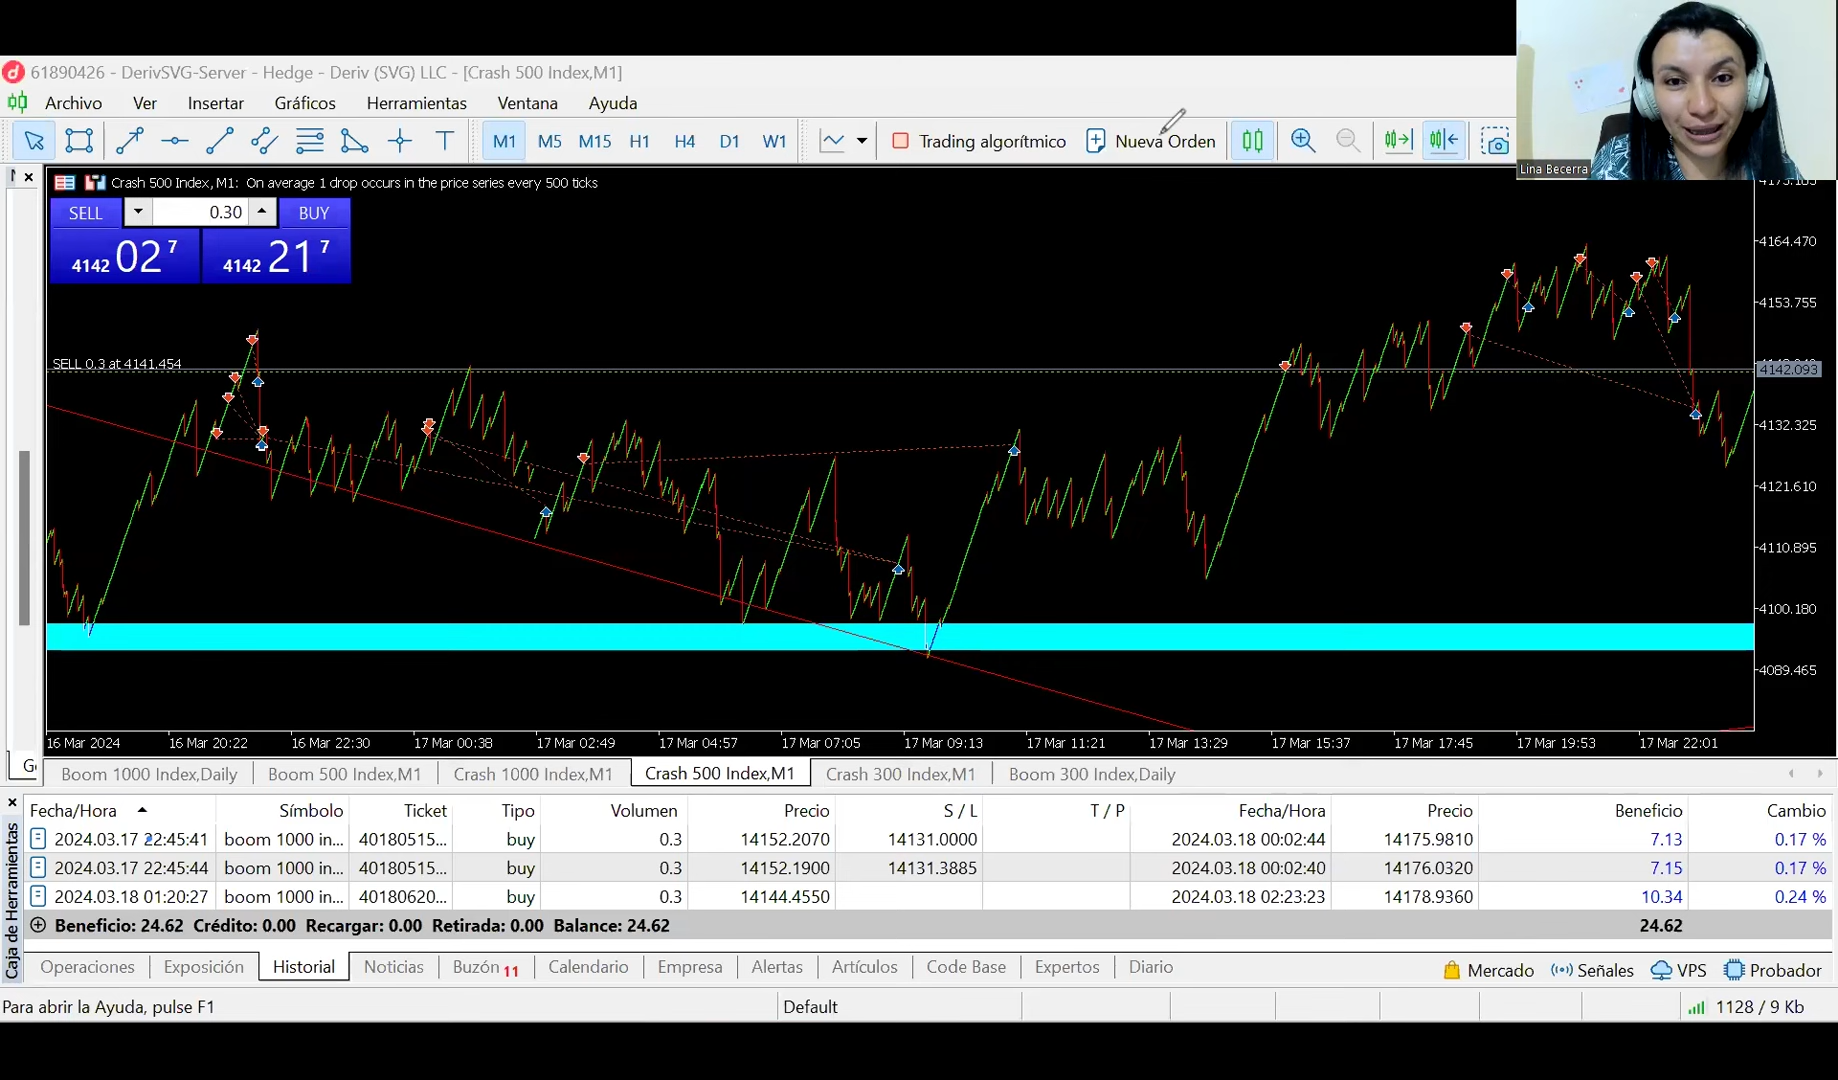 61890426 - DerivSVG-Server - Hedge - Deriv (SVG) LLC - [Crash 500 Index,M1]
Archivo Ver Insertar Gráficos Herramientas Ventana Ayuda
T M1 M5 M15 H1 H4 D1 W1 Trading algorítmico Nueva Orden
Lina Becerra
Crash 500 Index, M1: On average 1 drop occurs in the price series every 500 ticks
SELL 0.30 BUY
4142 02 7 4142 21 7
4164.470
4153.755
SELL 0.3 at 4141.454
4142.093
4132.325
4121.610
4110.895
4100.180
4089.465
16 Mar 2024 16 Mar 20:22 16 Mar 22:30 17 Mar 00:38 17 Mar 02:49 17 Mar 04:57 17 Mar 07:05 17 Mar 09:13 17 Mar 11:21 17 Mar 13:29 17 Mar 15:37 17 Mar 17:45 17 Mar 19:53 17 Mar 22:01
Boom 1000 Index,Daily Boom 500 Index,M1 Crash 1000 Index,M1 Crash 500 Index,M1 Crash 300 Index,M1 Boom 300 Index,Daily
Caja de Herramientas
Fecha/Hora Símbolo Ticket Tipo Volumen Precio S / L T / P Fecha/Hora Precio Beneficio Cambio
2024.03.17 22:45:41 boom 1000 in... 40180515... buy 0.3 14152.2070 14131.0000 2024.03.18 00:02:44 14175.9810 7.13 0.17 %
2024.03.17 22:45:44 boom 1000 in... 40180515... buy 0.3 14152.1900 14131.3885 2024.03.18 00:02:40 14176.0320 7.15 0.17 %
2024.03.18 01:20:27 boom 1000 in... 40180620... buy 0.3 14144.4550 2024.03.18 02:23:23 14178.9360 10.34 0.24 %
Beneficio: 24.62 Crédito: 0.00 Recargar: 0.00 Retirada: 0.00 Balance: 24.62 24.62
Operaciones Exposición Historial Noticias Buzón 11 Calendario Empresa Alertas Artículos Code Base Expertos Diario Mercado Señales VPS Probador
Para abrir la Ayuda, pulse F1 Default 1128 / 9 Kb